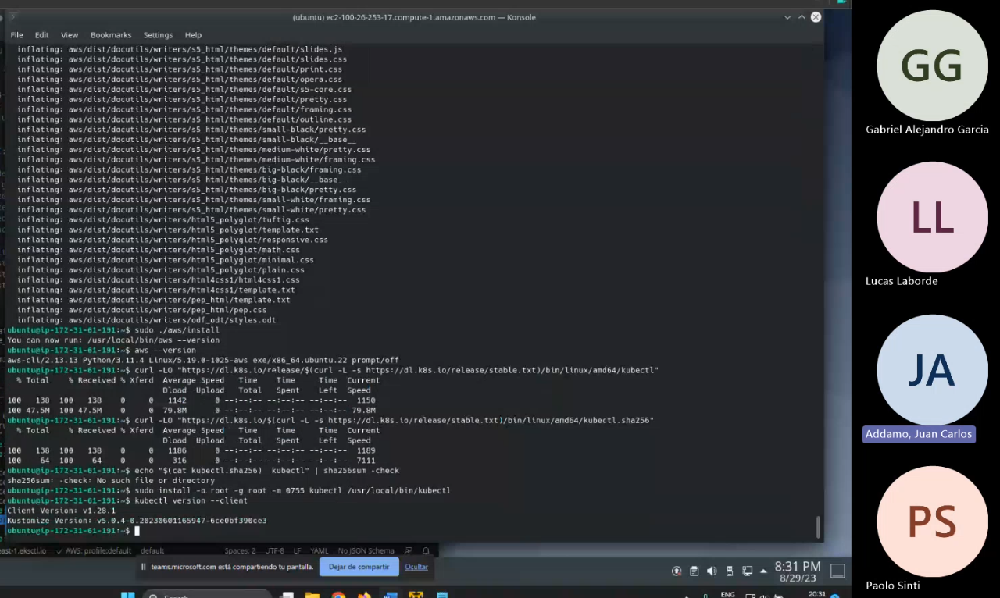 (ubuntu) ec2-100-26-253-17.compute-1.amazonaws.com — Konsole
File Edit View Bookmarks Settings Help
inflating: aws/dist/docutils/writers/s5_html/themes/default/slides.js
inflating: aws/dist/docutils/writers/s5_html/themes/default/slides.css
inflating: aws/dist/docutils/writers/s5_html/themes/default/print.css
inflating: aws/dist/docutils/writers/s5_html/themes/default/opera.css
inflating: aws/dist/docutils/writers/s5_html/themes/default/s5-core.css
inflating: aws/dist/docutils/writers/s5_html/themes/default/pretty.css
inflating: aws/dist/docutils/writers/s5_html/themes/default/framing.css
inflating: aws/dist/docutils/writers/s5_html/themes/default/outline.css
inflating: aws/dist/docutils/writers/s5_html/themes/small-black/pretty.css
inflating: aws/dist/docutils/writers/s5_html/themes/small-black/__base__
inflating: aws/dist/docutils/writers/s5_html/themes/medium-white/pretty.css
inflating: aws/dist/docutils/writers/s5_html/themes/medium-white/framing.css
inflating: aws/dist/docutils/writers/s5_html/themes/big-black/framing.css
inflating: aws/dist/docutils/writers/s5_html/themes/big-black/__base__
inflating: aws/dist/docutils/writers/s5_html/themes/big-black/pretty.css
inflating: aws/dist/docutils/writers/s5_html/themes/small-white/framing.css
inflating: aws/dist/docutils/writers/s5_html/themes/small-white/pretty.css
inflating: aws/dist/docutils/writers/html5_polyglot/tuftig.css
inflating: aws/dist/docutils/writers/html5_polyglot/template.txt
inflating: aws/dist/docutils/writers/html5_polyglot/responsive.css
inflating: aws/dist/docutils/writers/html5_polyglot/math.css
inflating: aws/dist/docutils/writers/html5_polyglot/minimal.css
inflating: aws/dist/docutils/writers/html5_polyglot/plain.css
inflating: aws/dist/docutils/writers/html4css1/html4css1.css
inflating: aws/dist/docutils/writers/html4css1/template.txt
inflating: aws/dist/docutils/writers/pep_html/template.txt
inflating: aws/dist/docutils/writers/pep_html/pep.css
inflating: aws/dist/docutils/writers/odf_odt/styles.odt
ubuntu@ip-172-31-61-191:~$ sudo ./aws/install
You can now run: /usr/local/bin/aws --version
ubuntu@ip-172-31-61-191:~$ aws --version
aws-cli/2.13.13 Python/3.11.4 Linux/5.19.0-1025-aws exe/x86_64.ubuntu.22 prompt/off
ubuntu@ip-172-31-61-191:~$ curl -LO "https://dl.k8s.io/release/$(curl -L -s https://dl.k8s.io/release/stable.txt)/bin/linux/amd64/kubectl"
% Total % Received % Xferd Average Speed Time Time Time Current
Dload Upload Total Spent Left Speed
100 138 100 138 0 0 1142 0 --:--:-- --:--:-- --:--:-- 1150
100 47.5M 100 47.5M 0 0 79.8M 0 --:--:-- --:--:-- --:--:-- 79.8M
ubuntu@ip-172-31-61-191:~$ curl -LO "https://dl.k8s.io/$(curl -L -s https://dl.k8s.io/release/stable.txt)/bin/linux/amd64/kubectl.sha256"
% Total % Received % Xferd Average Speed Time Time Time Current
Dload Upload Total Spent Left Speed
100 138 100 138 0 0 1186 0 --:--:-- --:--:-- --:--:-- 1189
100 64 100 64 0 0 316 0 --:--:-- --:--:-- --:--:-- 7111
ubuntu@ip-172-31-61-191:~$ echo "$(cat kubectl.sha256)  kubectl" | sha256sum -check
sha256sum: -check: No such file or directory
ubuntu@ip-172-31-61-191:~$ sudo install -o root -g root -m 0755 kubectl /usr/local/bin/kubectl
ubuntu@ip-172-31-61-191:~$ kubectl version --client
Client Version: v1.28.1
Kustomize Version: v5.0.4-0.20230601165947-6ce0bf390ce3
ubuntu@ip-172-31-61-191:~$
east-1.eksctl.io AWS: profile:default default Spaces: 2 UTF-8 LF YAML No JSON Schema
teams.microsoft.com está compartiendo tu pantalla. Dejar de compartir Ocultar
8:31 PM
8/29/23
Search
ENG
20:31
GG
Gabriel Alejandro Garcia
LL
Lucas Laborde
JA
Addamo, Juan Carlos
PS
Paolo Sinti